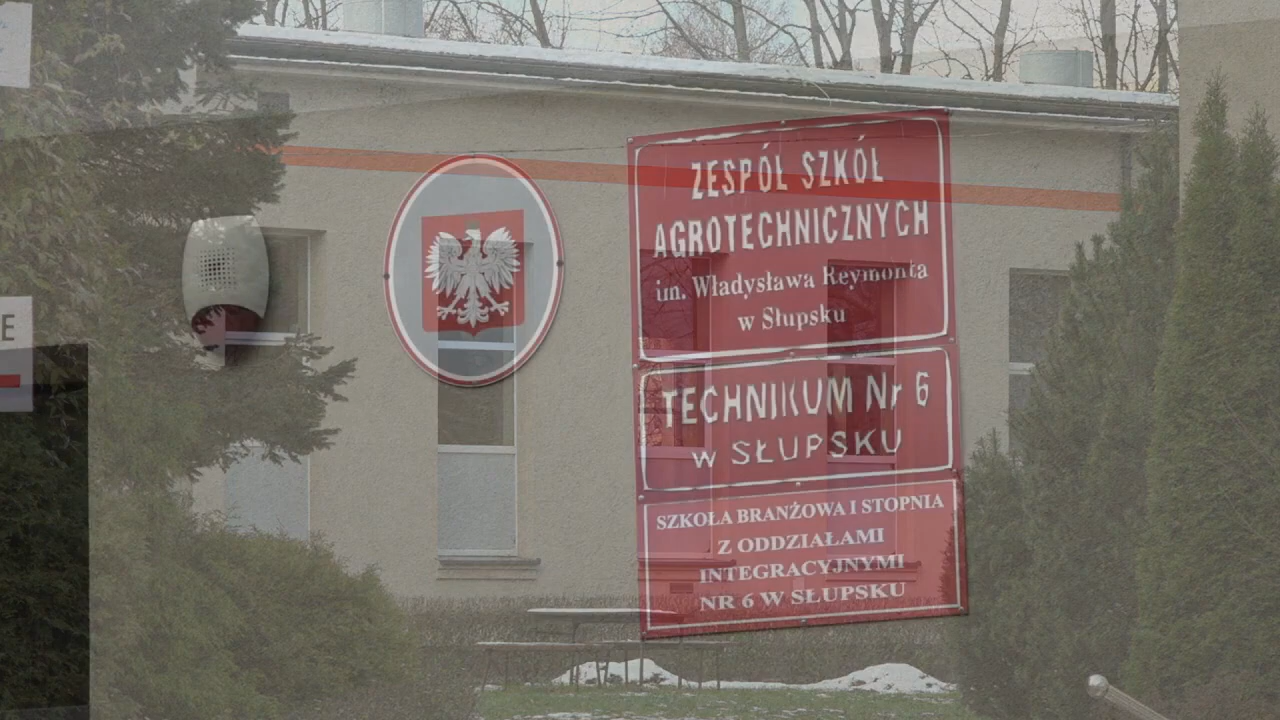 ZESPÓŁ SZKÓŁ
AGROTECHNICZNYCH
im. Władysława Reymonta
w Słupsku
TECHNIKUM Nr 6
w SŁUPSKU
SZKOŁA BRANŻOWA I STOPNIA
Z ODDZIAŁAMI
INTEGRACYJNYMI
NR 6 W SŁUPSKU